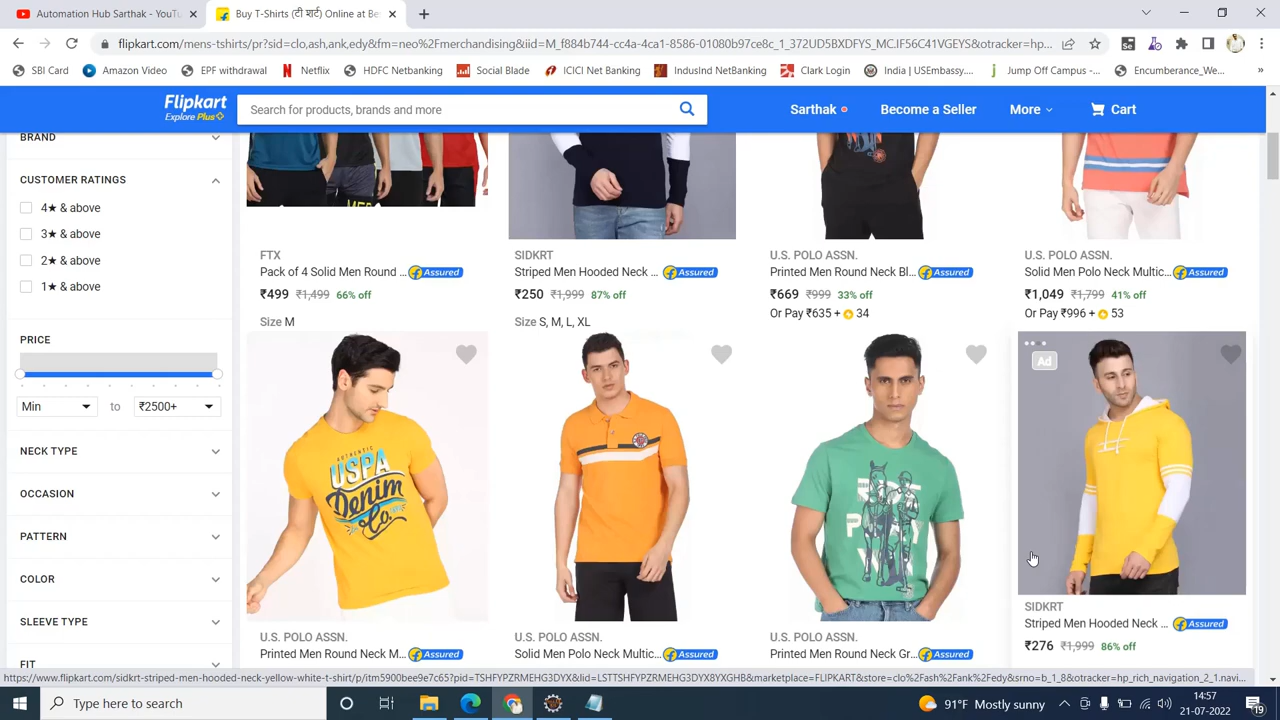 Automation Hub Sarthak - YouT
Buy T-Shirts (टी शर्ट) Online at Be
flipkart.com/mens-tshirts/pr?sid=clo,ash,ank,edy&fm=neo%2Fmerchandising&iid=M_f884b744-cc4a-4ca1-8586-01080b97ce8c_1_372UD5BXDFYS_MC.IF56C41VGEYS&otracker=hp...
SBI Card
Amazon Video
EPF withdrawal
Netflix
HDFC Netbanking
Social Blade
ICICI Net Banking
IndusInd NetBanking
Clark Login
India | USEmbassy....
Jump Off Campus -...
Encumberance_We...
»
Flipkart
Explore Plus
Search for products, brands and more
Sarthak
Become a Seller
More
Cart
BRAND
CUSTOMER RATINGS
4★ & above
3★ & above
2★ & above
1★ & above
PRICE
Min
to
₹2500+
NECK TYPE
OCCASION
PATTERN
COLOR
SLEEVE TYPE
FIT
FTX
Pack of 4 Solid Men Round ...
Assured
₹499 ₹1,499 66% off
Size M
SIDKRT
Striped Men Hooded Neck ...
Assured
₹250 ₹1,999 87% off
Size S, M, L, XL
U.S. POLO ASSN.
Printed Men Round Neck Bl...
Assured
₹669 ₹999 33% off
Or Pay ₹635 + 34
U.S. POLO ASSN.
Solid Men Polo Neck Multic...
Assured
₹1,049 ₹1,799 41% off
Or Pay ₹996 + 53
AUTHENTIC
USPA
Denim
Co.
Ad
U.S. POLO ASSN.
Printed Men Round Neck M...
Assured
U.S. POLO ASSN.
Solid Men Polo Neck Multic...
Assured
U.S. POLO ASSN.
Printed Men Round Neck Gr...
Assured
SIDKRT
Striped Men Hooded Neck ...
Assured
₹276 ₹1,999 86% off
https://www.flipkart.com/sidkrt-striped-men-hooded-neck-yellow-white-t-shirt/p/itm5900bee9e7c65?pid=TSHFYPZRMEHG3DYX&lid=LSTTSHFYPZRMEHG3DYX8YXGHB&marketplace=FLIPKART&store=clo%2Fash%2Fank%2Fedy&srno=b_1_8&otracker=hp_rich_navigation_2_1.navi...
Type here to search
91°F Mostly sunny
14:57
21-07-2022
19